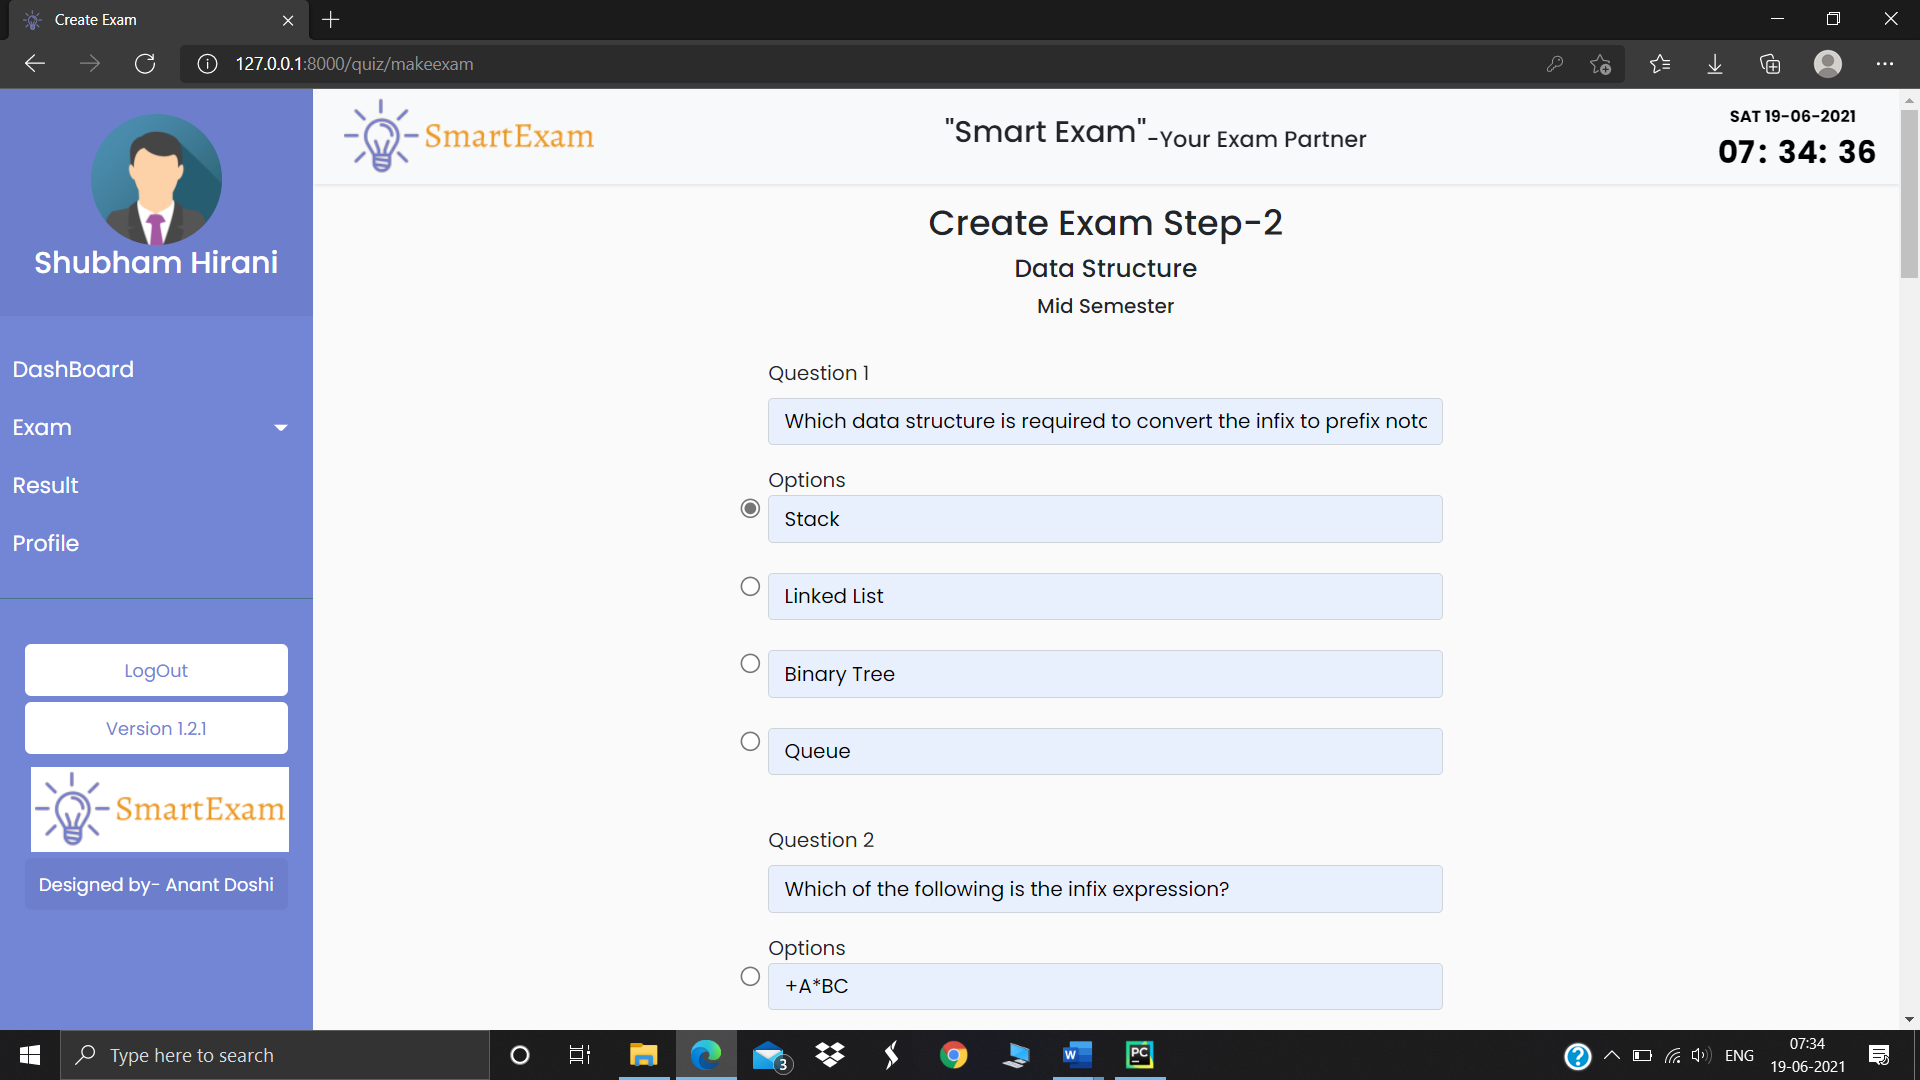 Create Exam
127.0.0.1:8000/quiz/makeexam
SmartExam
"Smart Exam"-Your Exam Partner
SAT 19-06-2021
07: 34: 36
Shubham Hirani
DashBoard
Exam
Result
Profile
LogOut
Version 1.2.1
SmartExam
Designed by- Anant Doshi
Create Exam Step-2
Data Structure
Mid Semester
Question 1
Which data structure is required to convert the infix to prefix notc
Options
Stack
Linked List
Binary Tree
Queue
Question 2
Which of the following is the infix expression?
Options
+A*BC
Type here to search
3
W
PC
?
ENG
07:34
19-06-2021